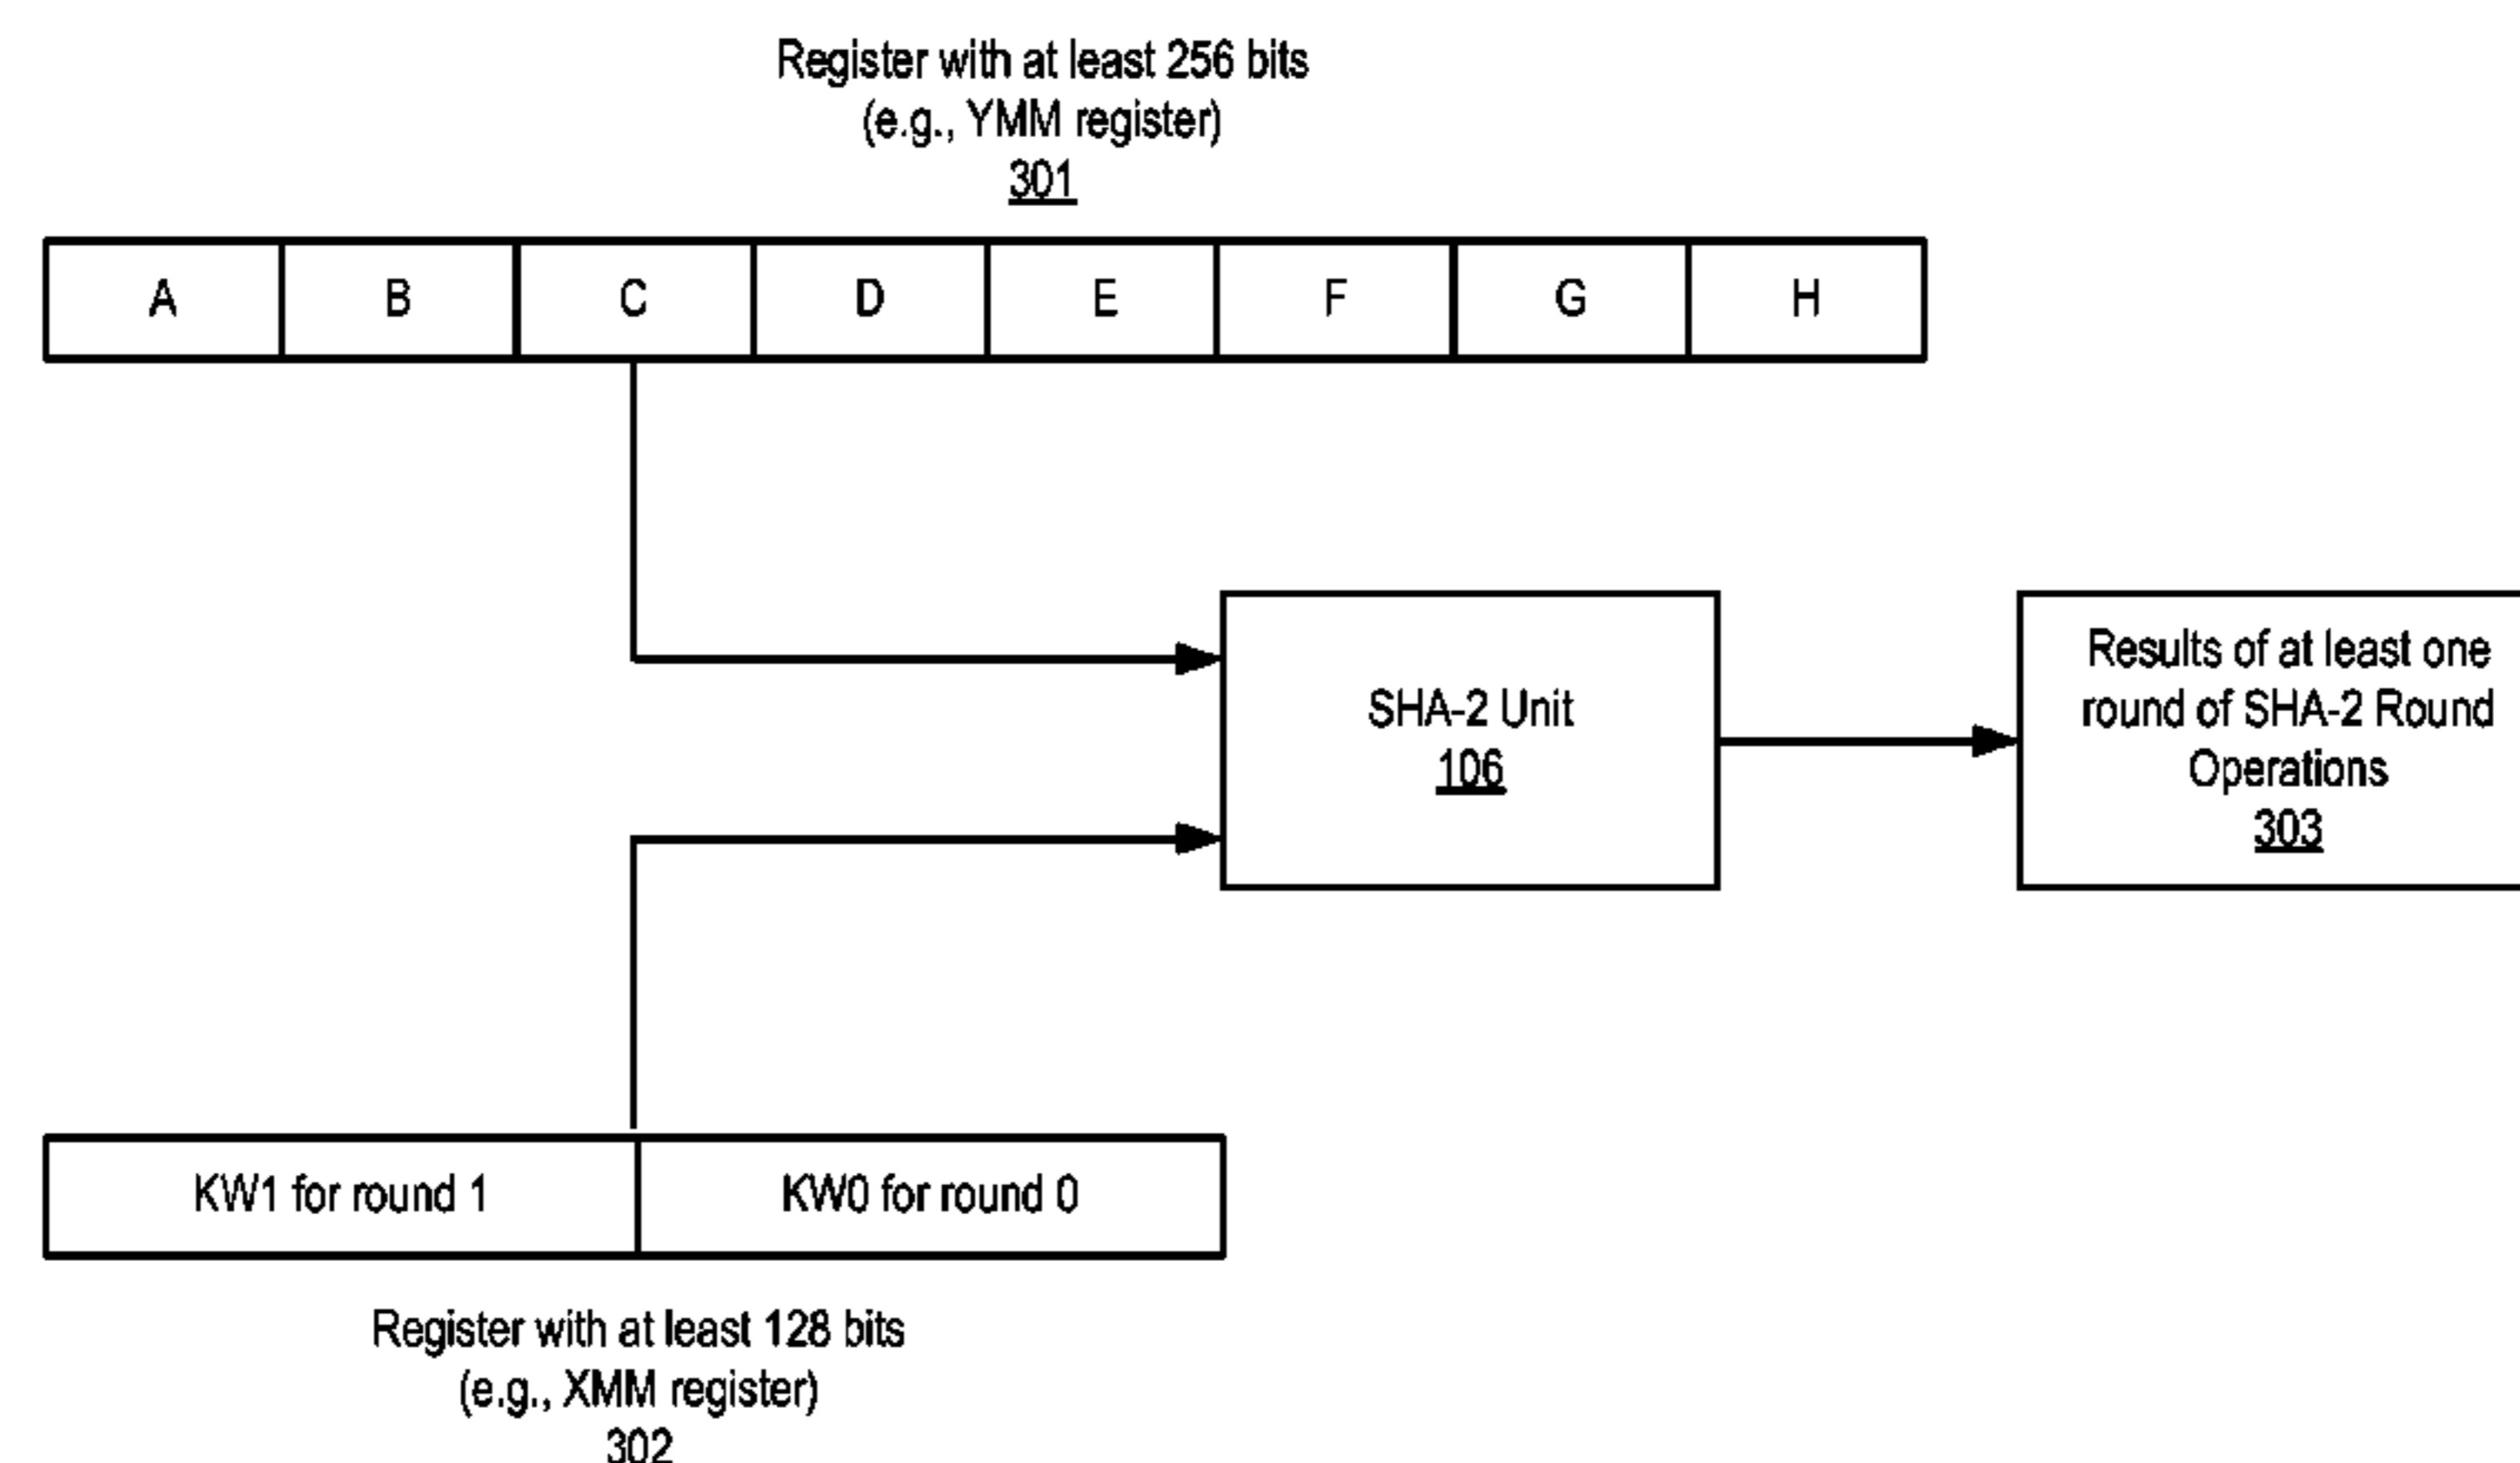 Register with at least 256 bits
(e.g., YMM register)
301
A B C D E F G H
SHA-2 Unit
106
Results of at least one
round of SHA-2 Round
Operations
303
KW1 for round 1 KW0 for round 0
Register with at least 128 bits
(e.g., XMM register)
302